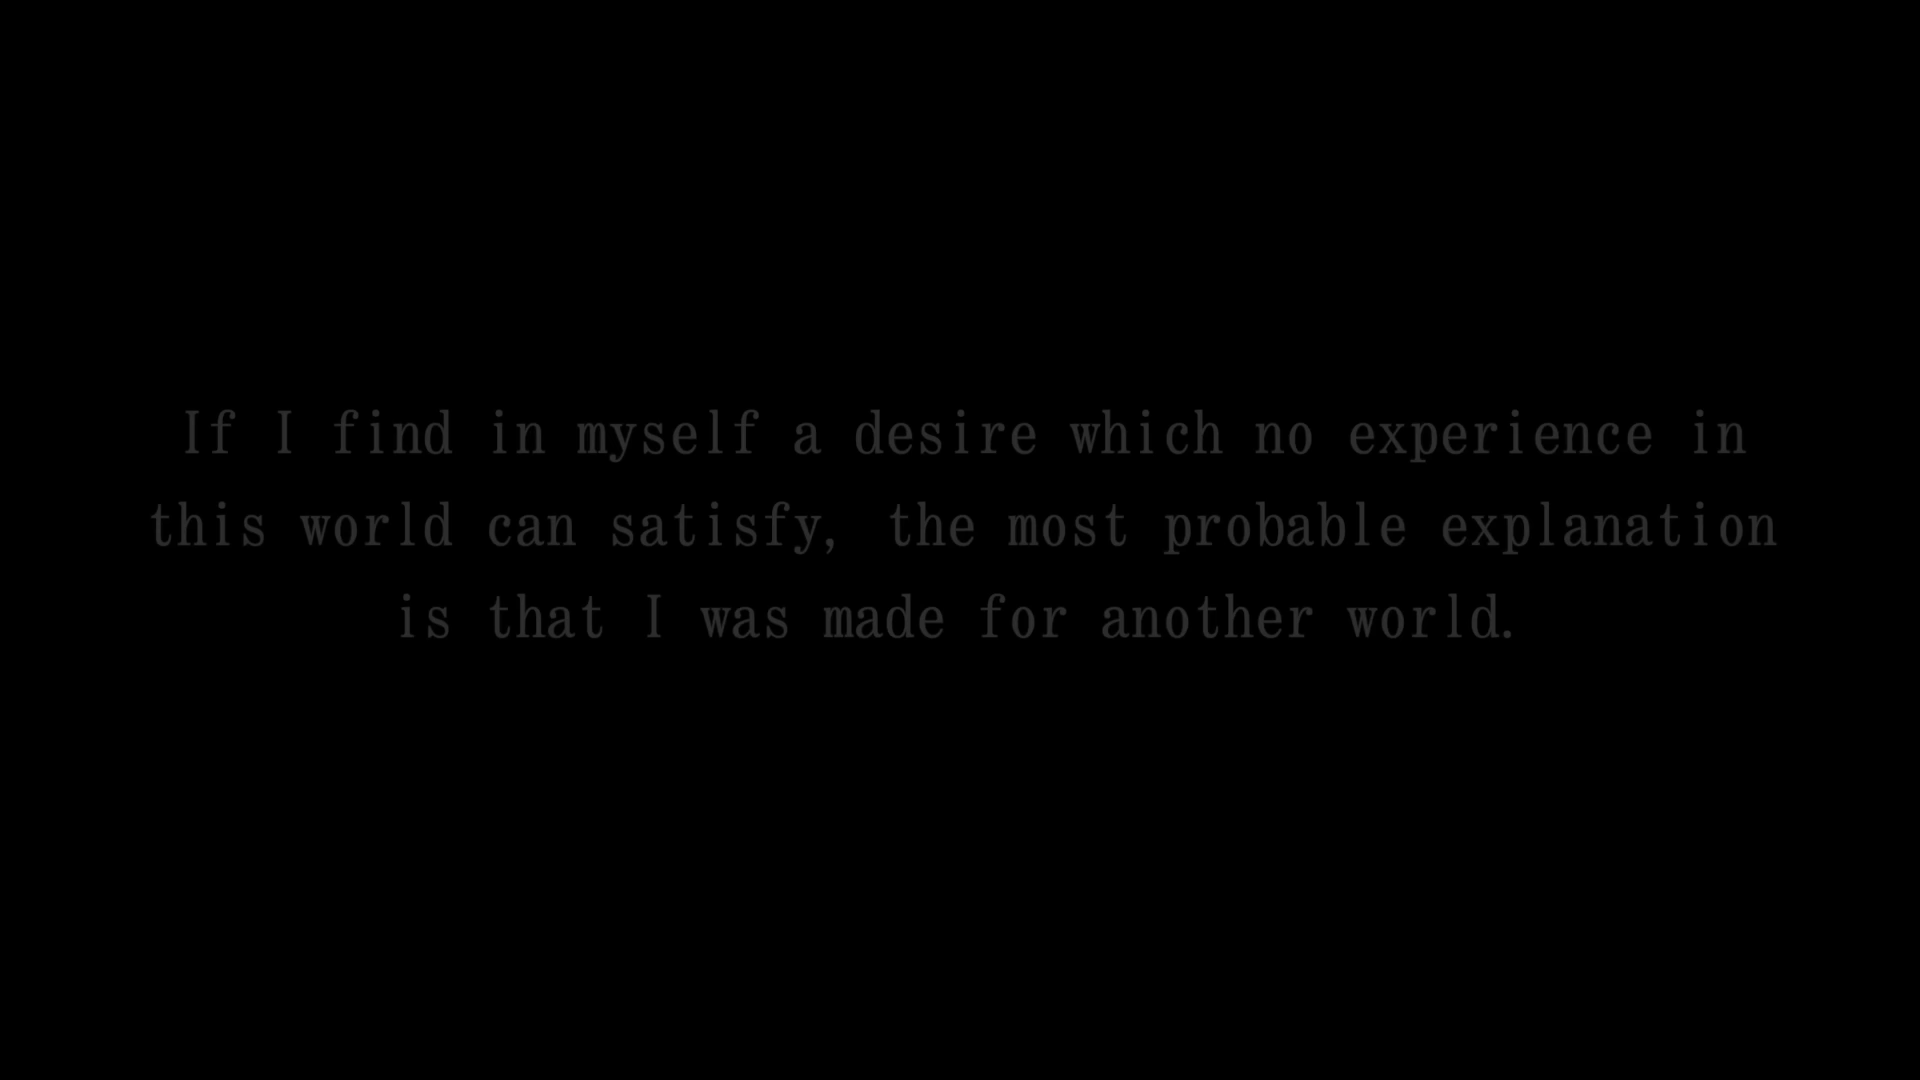 If I find in myself a desire which no experience in
this world can satisfy, the most probable explanation
is that I was made for another world.